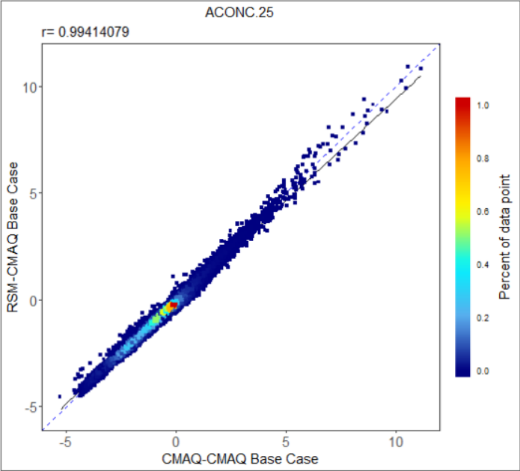 ACONC.25
r= 0.99414079
10
5
0
-5
RSM-CMAQ Base Case
-5 0 5 10
CMAQ-CMAQ Base Case
1.0
0.8
0.6
0.4
0.2
0.0
Percent of data point